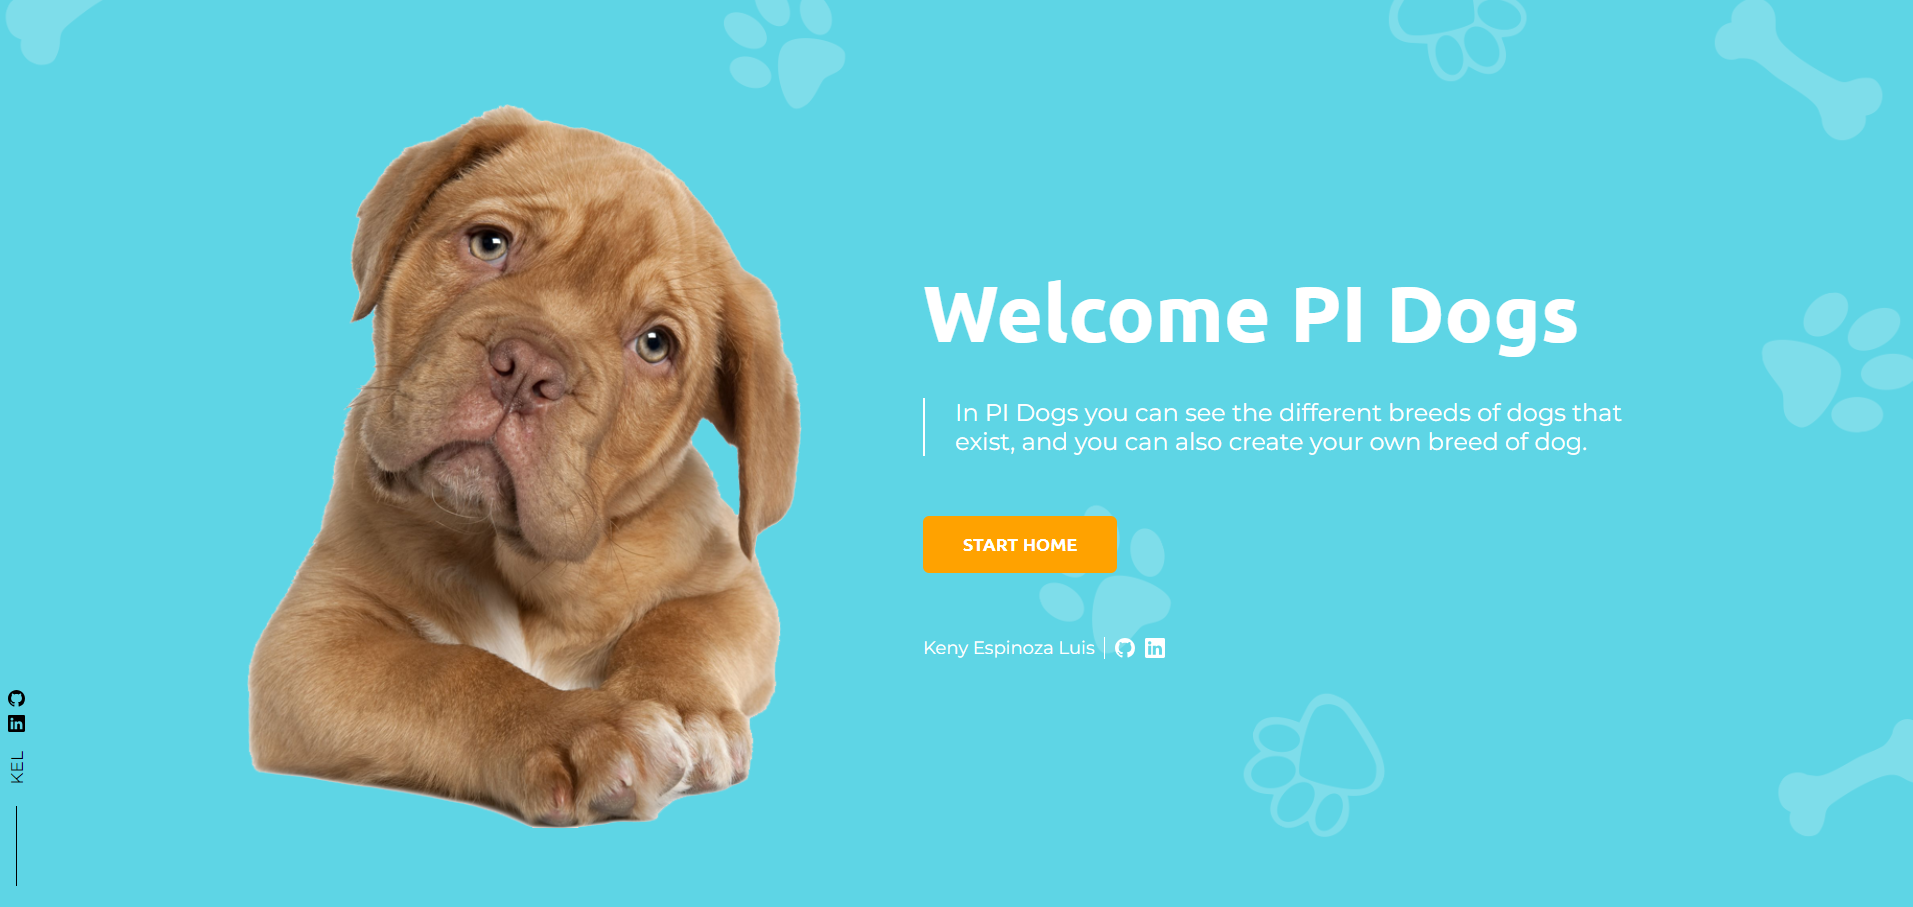 Welcome PI Dogs
In PI Dogs you can see the different breeds of dogs that
exist, and you can also create your own breed of dog.
START HOME
Keny Espinoza Luis
KEL